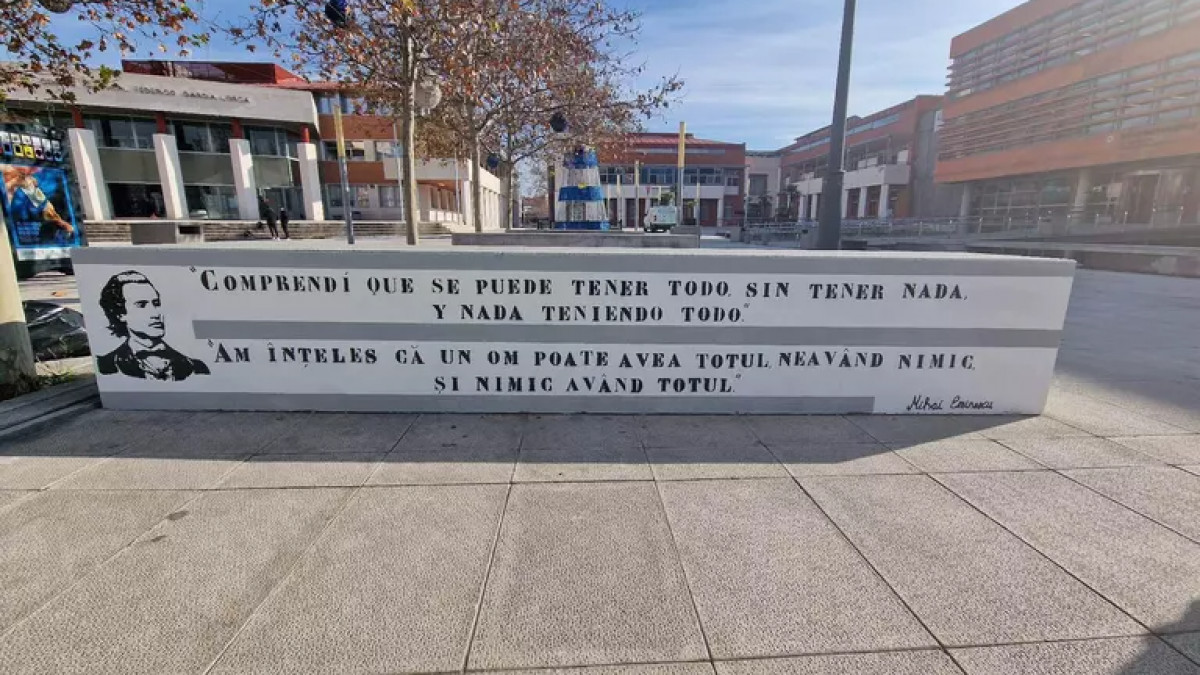 FEDERICO GARCIA LORCA
"COMPRENDÍ QUE SE PUEDE TENER TODO, SIN TENER NADA,
Y NADA TENIENDO TODO."
"AM ÎNȚELES CĂ UN OM POATE AVEA TOTUL NEAVÂND NIMIC,
ȘI NIMIC AVÂND TOTUL."
Mihai Eminescu